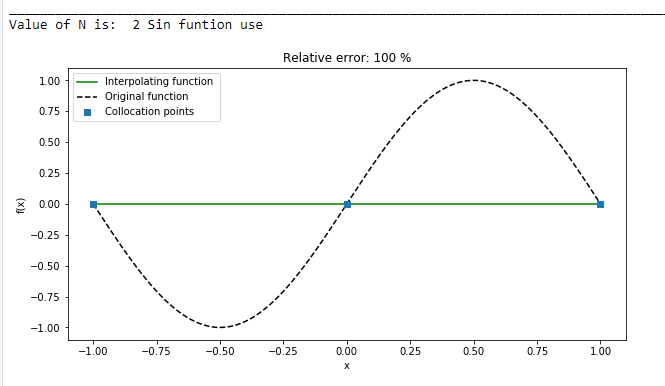 Value of N is:  2 Sin funtion use
Relative error: 100 %
Interpolating function
Original function
Collocation points
1.00
0.75
0.50
0.25
0.00
−0.25
−0.50
−0.75
−1.00
f(x)
−1.00 −0.75 −0.50 −0.25 0.00 0.25 0.50 0.75 1.00
x